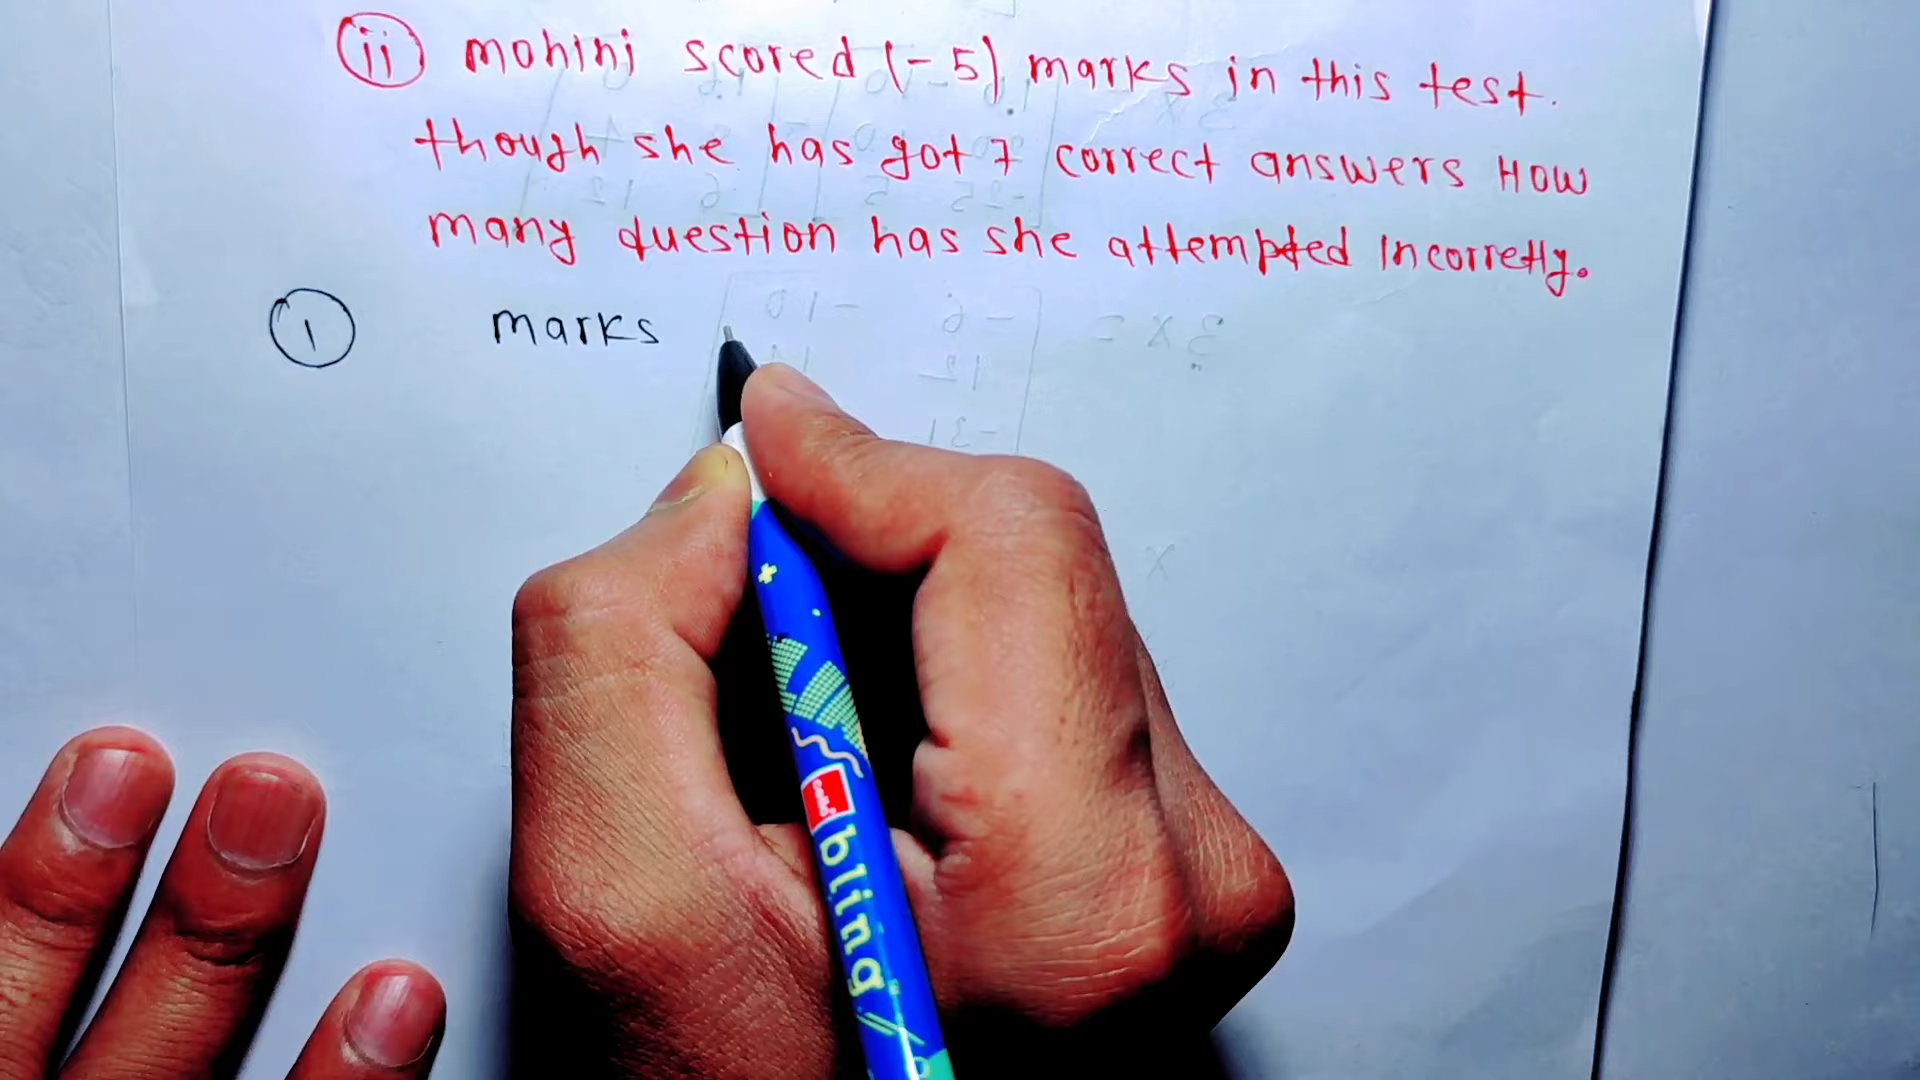 (ii) mohini scored (-5) marks in this test.
though she has got 7 correct answers How
many question has she attempted Incorretly.
(1) marks
cello
bling